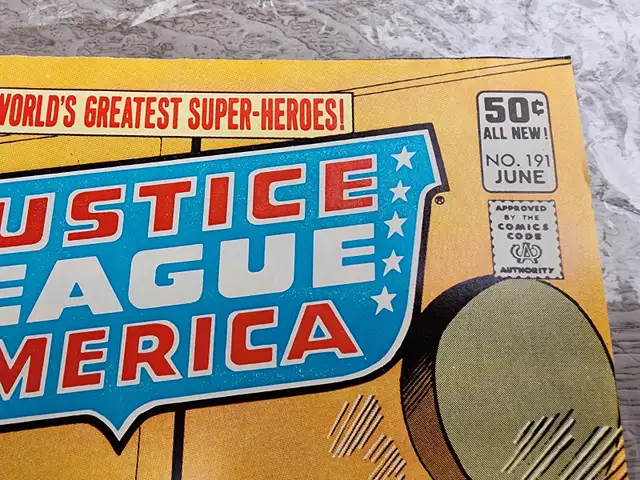 WORLD'S GREATEST SUPER-HEROES!
USTICE
EAGUE
MERICA
®
50¢
ALL NEW!
NO. 191
JUNE
APPROVED
BY THE
COMICS
CODE
AUTHORITY